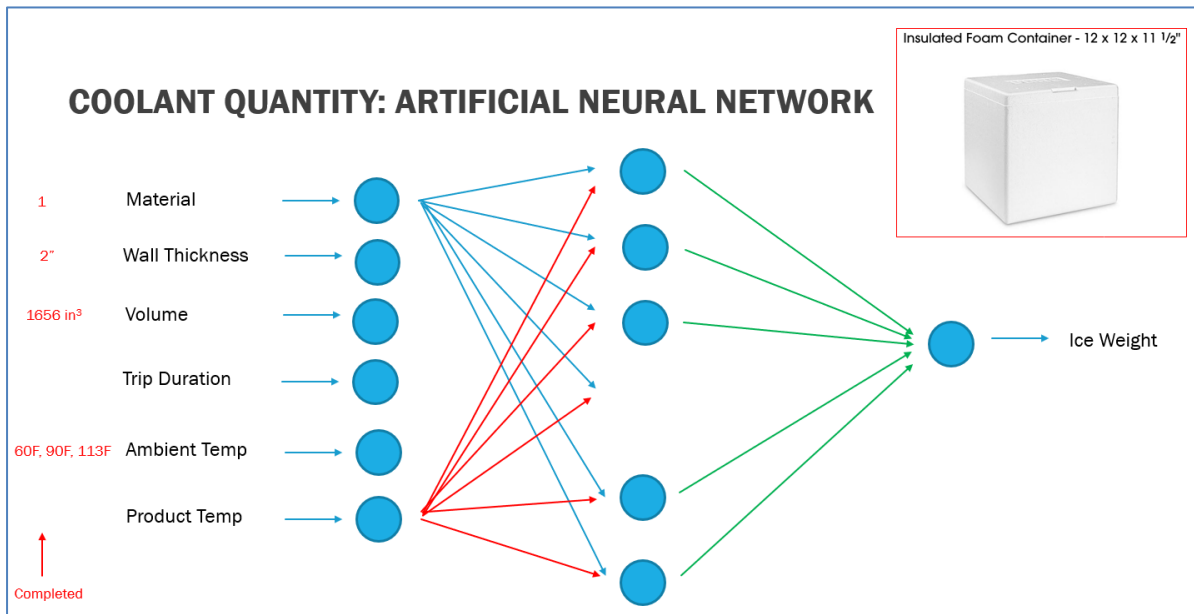 Insulated Foam Container - 12 x 12 x 11 1/2"
COOLANT QUANTITY: ARTIFICIAL NEURAL NETWORK
1 Material
2” Wall Thickness
1656 in³ Volume
Trip Duration
60F, 90F, 113F Ambient Temp
Product Temp
Ice Weight
Completed